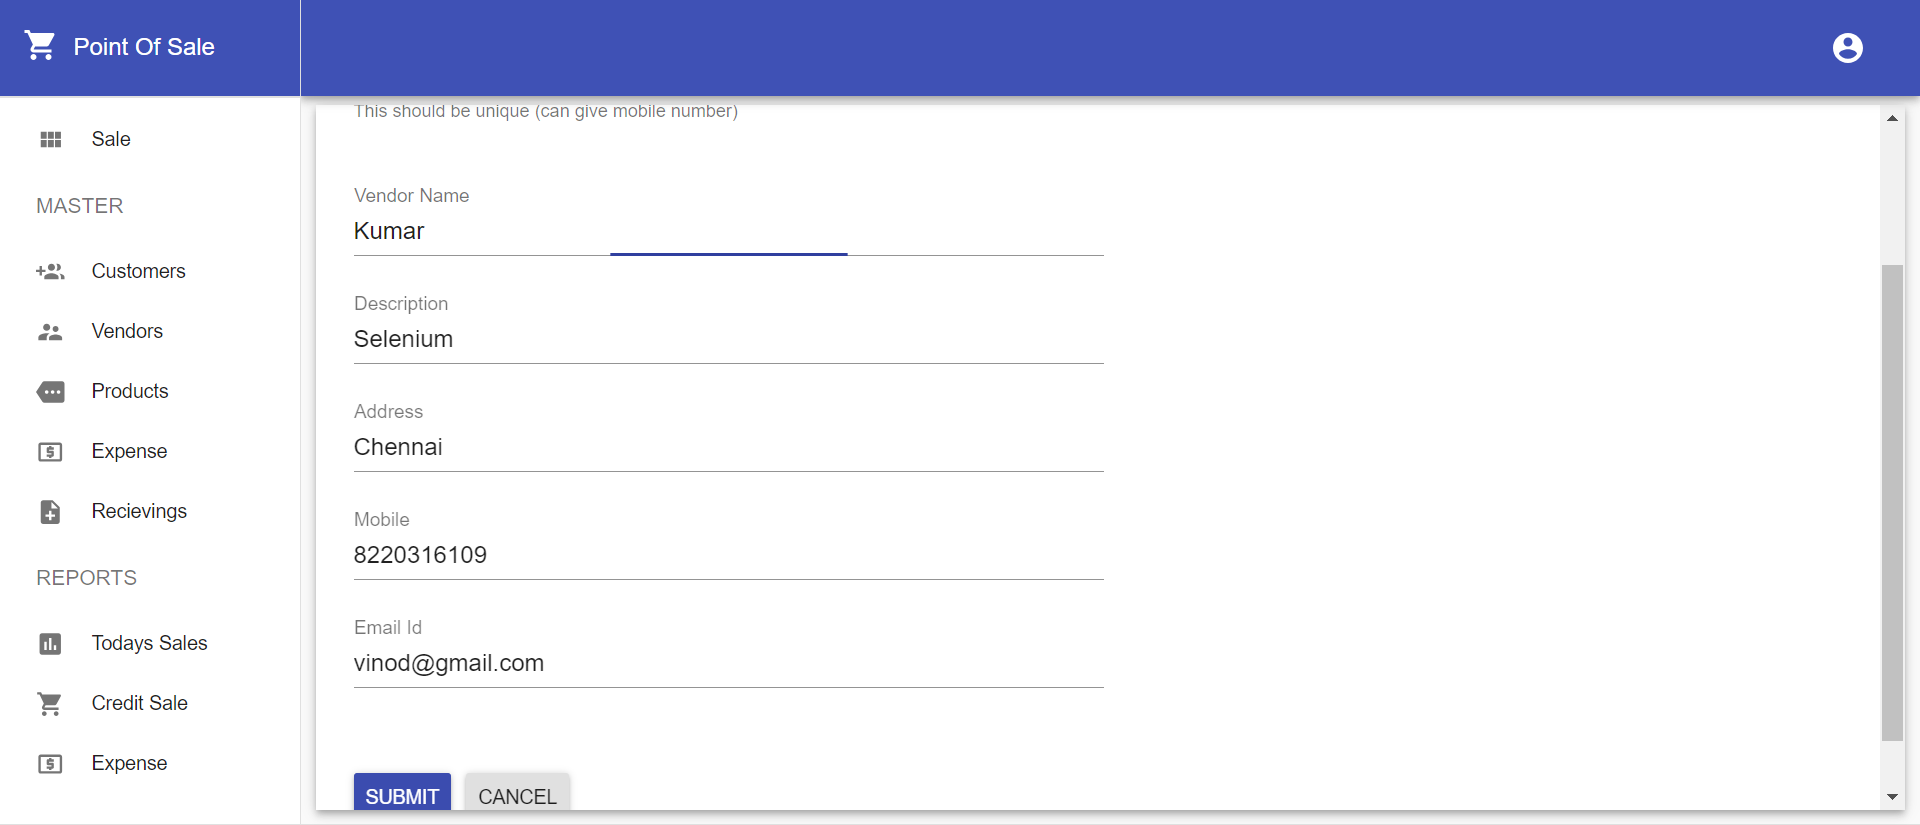 Point Of Sale
Sale
MASTER
Customers
Vendors
Products
Expense
Recievings
REPORTS
Todays Sales
Credit Sale
Expense
This should be unique (can give mobile number)
Vendor Name
Kumar
Description
Selenium
Address
Chennai
Mobile
8220316109
Email Id
vinod@gmail.com
SUBMIT CANCEL